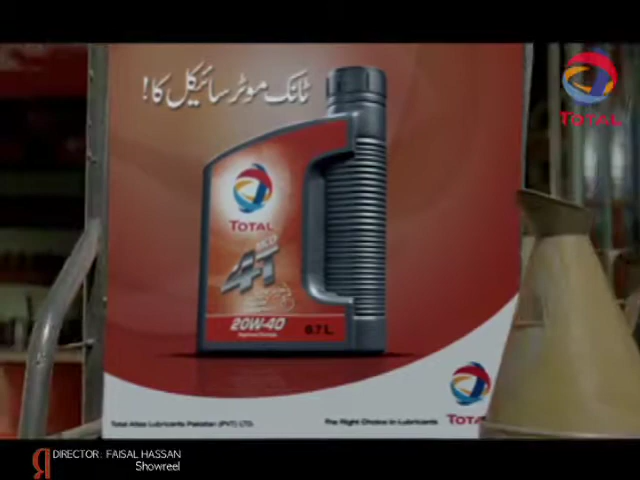 ٹانک موٹر سائیکل کا!
TOTAL
TOTAL
4T
20W-40
0.7 L
TOTAL
Total Atlas Lubricants Pakistan (PVT) LTD.
The Right Choice in Lubricants
DIRECTOR: FAISAL HASSAN
Showreel